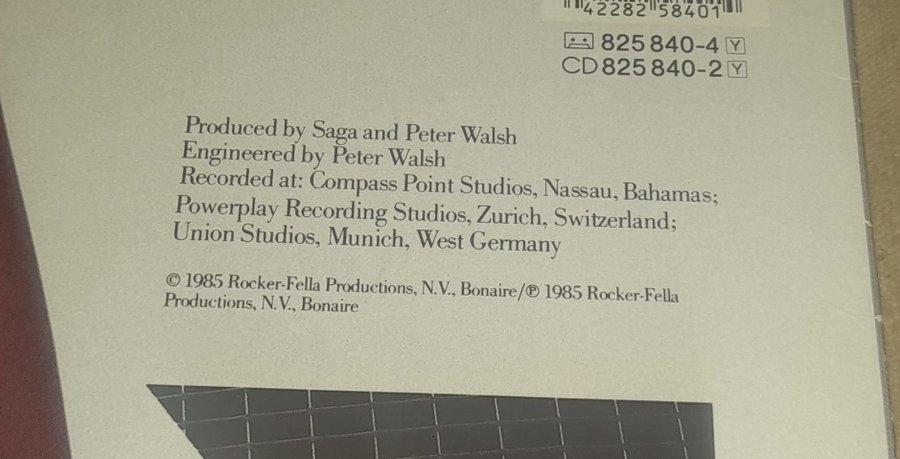 42282 58401
825 840-4 Y
CD 825 840-2 Y
Produced by Saga and Peter Walsh
Engineered by Peter Walsh
Recorded at: Compass Point Studios, Nassau, Bahamas;
Powerplay Recording Studios, Zurich, Switzerland;
Union Studios, Munich, West Germany
© 1985 Rocker-Fella Productions, N.V., Bonaire/℗ 1985 Rocker-Fella
Productions, N.V., Bonaire